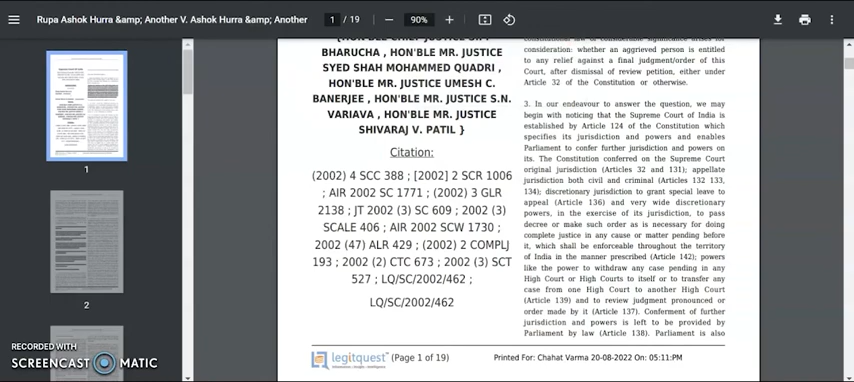 Rupa Ashok Hurra &amp; Another V. Ashok Hurra &amp; Another
1 / 19
90%
1
2
RECORDED WITH
SCREENCAST MATIC
BHARUCHA , HON'BLE MR. JUSTICE
SYED SHAH MOHAMMED QUADRI ,
HON'BLE MR. JUSTICE UMESH C.
BANERJEE , HON'BLE MR. JUSTICE S.N.
VARIAVA , HON'BLE MR. JUSTICE
SHIVARAJ V. PATIL }
Citation:
(2002) 4 SCC 388 ; [2002] 2 SCR 1006
; AIR 2002 SC 1771 ; (2002) 3 GLR
2138 ; JT 2002 (3) SC 609 ; 2002 (3)
SCALE 406 ; AIR 2002 SCW 1730 ;
2002 (47) ALR 429 ; (2002) 2 COMPLJ
193 ; 2002 (2) CTC 673 ; 2002 (3) SCT
527 ; LQ/SC/2002/462 ;
LQ/SC/2002/462
consideration: whether an aggrieved person is entitled
to any relief against a final judgment/order of this
Court, after dismissal of review petition, either under
Article 32 of the Constitution or otherwise.
3. In our endeavour to answer the question, we may
begin with noticing that the Supreme Court of India is
established by Article 124 of the Constitution which
specifies its jurisdiction and powers and enables
Parliament to confer further jurisdiction and powers on
its. The Constitution conferred on the Supreme Court
original jurisdiction (Articles 32 and 131); appellate
jurisdiction both civil and criminal (Articles 132 133,
134); discretionary jurisdiction to grant special leave to
appeal (Article 136) and very wide discretionary
powers, in the exercise of its jurisdiction, to pass
decree or make such order as is necessary for doing
complete justice in any cause or matter pending before
it, which shall be enforceable throughout the territory
of India in the manner prescribed (Article 142); powers
like the power to withdraw any case pending in any
High Court or High Courts to itself or to transfer any
case from one High Court to another High Court
(Article 139) and to review judgment pronounced or
order made by it (Article 137). Conferment of further
jurisdiction and powers is left to be provided by
Parliament by law (Article 138). Parliament is also
legitquest
(Page 1 of 19)
Printed For: Chahat Varma 20-08-2022 On: 05:11:PM